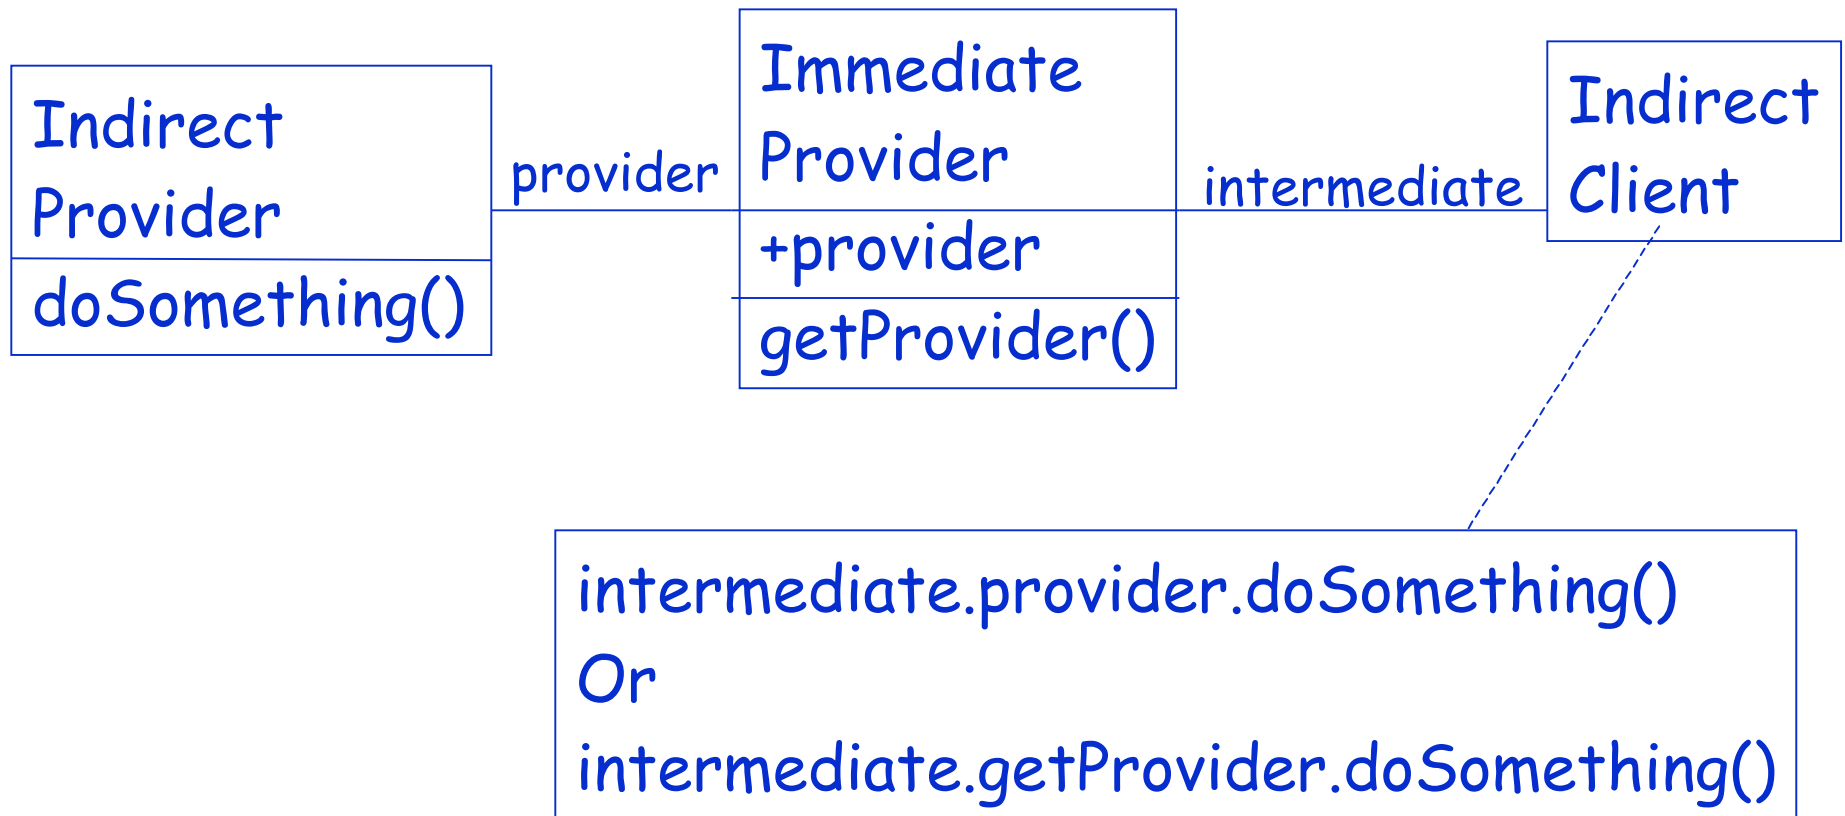 Indirect
Provider
doSomething()
provider
Immediate
Provider
+provider
getProvider()
intermediate
Indirect
Client
intermediate.provider.doSomething()
Or
intermediate.getProvider.doSomething()